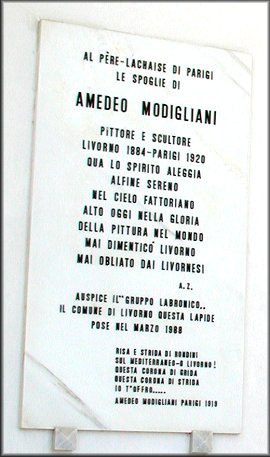 AL PÈRE-LACHAISE DI PARIGI
LE SPOGLIE DI
AMEDEO MODIGLIANI
PITTORE E SCULTORE
LIVORNO 1884-PARIGI 1920
QUA LO SPIRITO ALEGGIA
ALFINE SERENO
NEL CIELO FATTORIANO
ALTO OGGI NELLA GLORIA
DELLA PITTURA NEL MONDO
MAI DIMENTICÒ LIVORNO
MAI OBLIATO DAI LIVORNESI
A.Z.
AUSPICE IL "GRUPPO LABRONICO,,
IL COMUNE DI LIVORNO QUESTA LAPIDE
POSE NEL MARZO 1988
RISA E STRIDA DI RONDINI
SUL MEDITERRANEO-O LIVORNO!
QUESTA CORONA DI GRIDA
QUESTA CORONA DI STRIDA
IO T'OFFRO.....
AMEDEO MODIGLIANI PARIGI 1919